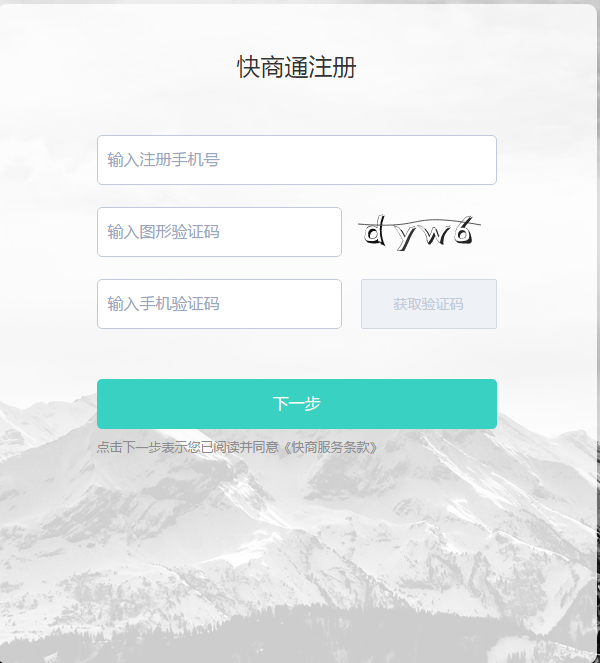 快商通注册
输入注册手机号
输入图形验证码
dyw6
输入手机验证码
获取验证码
下一步
点击下一步表示您已阅读并同意《快商服务条款》